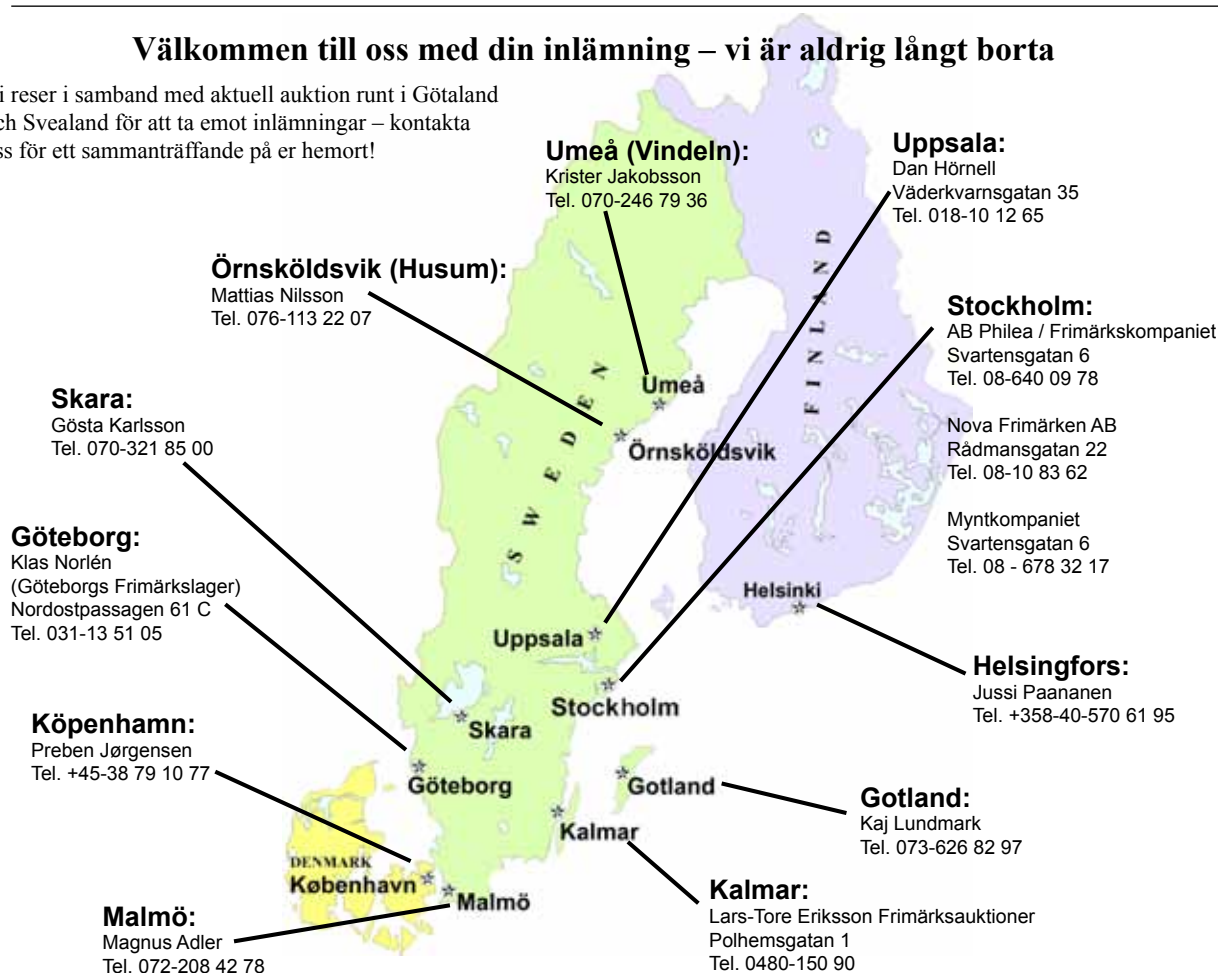 Välkommen till oss med din inlämning – vi är aldrig långt borta
i reser i samband med aktuell auktion runt i Götaland
ch Svealand för att ta emot inlämningar – kontakta
ss för ett sammanträffande på er hemort!
Umeå (Vindeln):
Krister Jakobsson
Tel. 070-246 79 36
Uppsala:
Dan Hörnell
Väderkvarnsgatan 35
Tel. 018-10 12 65
Örnsköldsvik (Husum):
Mattias Nilsson
Tel. 076-113 22 07
Stockholm:
AB Philea / Frimärkskompaniet
Svartensgatan 6
Tel. 08-640 09 78
Nova Frimärken AB
Rådmansgatan 22
Tel. 08-10 83 62
Myntkompaniet
Svartensgatan 6
Tel. 08 - 678 32 17
Skara:
Gösta Karlsson
Tel. 070-321 85 00
Göteborg:
Klas Norlén
(Göteborgs Frimärkslager)
Nordostpassagen 61 C
Tel. 031-13 51 05
Helsingfors:
Jussi Paananen
Tel. +358-40-570 61 95
Köpenhamn:
Preben Jørgensen
Tel. +45-38 79 10 77
Gotland:
Kaj Lundmark
Tel. 073-626 82 97
Kalmar:
Lars-Tore Eriksson Frimärksauktioner
Polhemsgatan 1
Tel. 0480-150 90
Malmö:
Magnus Adler
Tel. 072-208 42 78
FINLAND
SWEDEN
Umeå
Örnsköldsvik
Helsinki
Uppsala
Stockholm
Skara
Göteborg
Gotland
Kalmar
DENMARK
København
Malmö